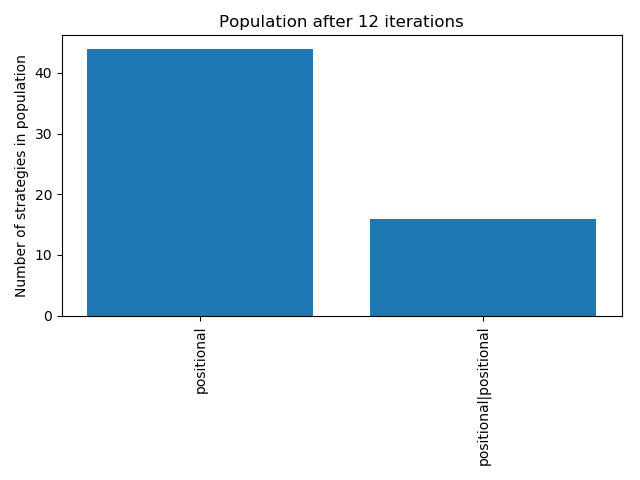 Population after 12 iterations
Number of strategies in population
40
30
20
10
0
positional
positional|positional